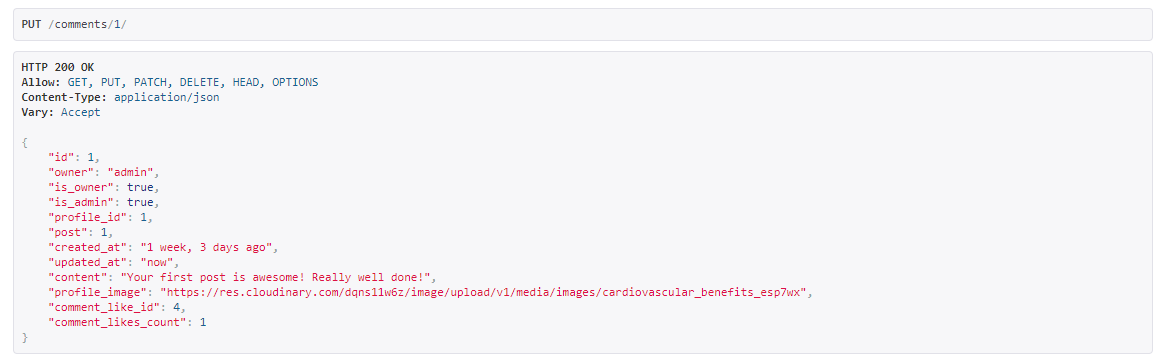 PUT /comments/1/
HTTP 200 OK
Allow: GET, PUT, PATCH, DELETE, HEAD, OPTIONS
Content-Type: application/json
Vary: Accept
{
    "id": 1,
    "owner": "admin",
    "is_owner": true,
    "is_admin": true,
    "profile_id": 1,
    "post": 1,
    "created_at": "1 week, 3 days ago",
    "updated_at": "now",
    "content": "Your first post is awesome! Really well done!",
    "profile_image": "https://res.cloudinary.com/dqns11w6z/image/upload/v1/media/images/cardiovascular_benefits_esp7wx",
    "comment_like_id": 4,
    "comment_likes_count": 1
}